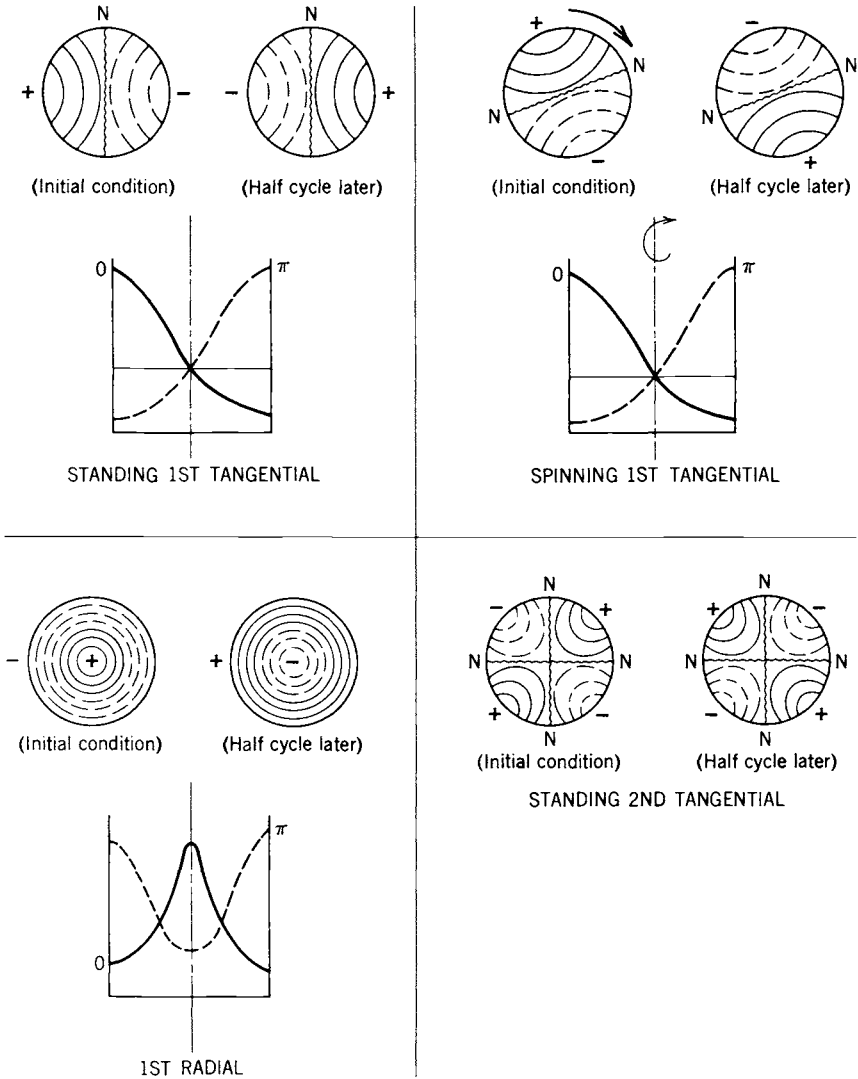 N
+ −
(Initial condition)
N
− +
(Half cycle later)
0 π
STANDING 1ST TANGENTIAL
+
N
N
−
(Initial condition)
−
N
N
+
(Half cycle later)
0 π
SPINNING 1ST TANGENTIAL
− +
(Initial condition)
+ −
(Half cycle later)
π
0
1ST RADIAL
N
− +
N N
+ −
N
(Initial condition)
N
+ −
N
− +
N
(Half cycle later)
STANDING 2ND TANGENTIAL